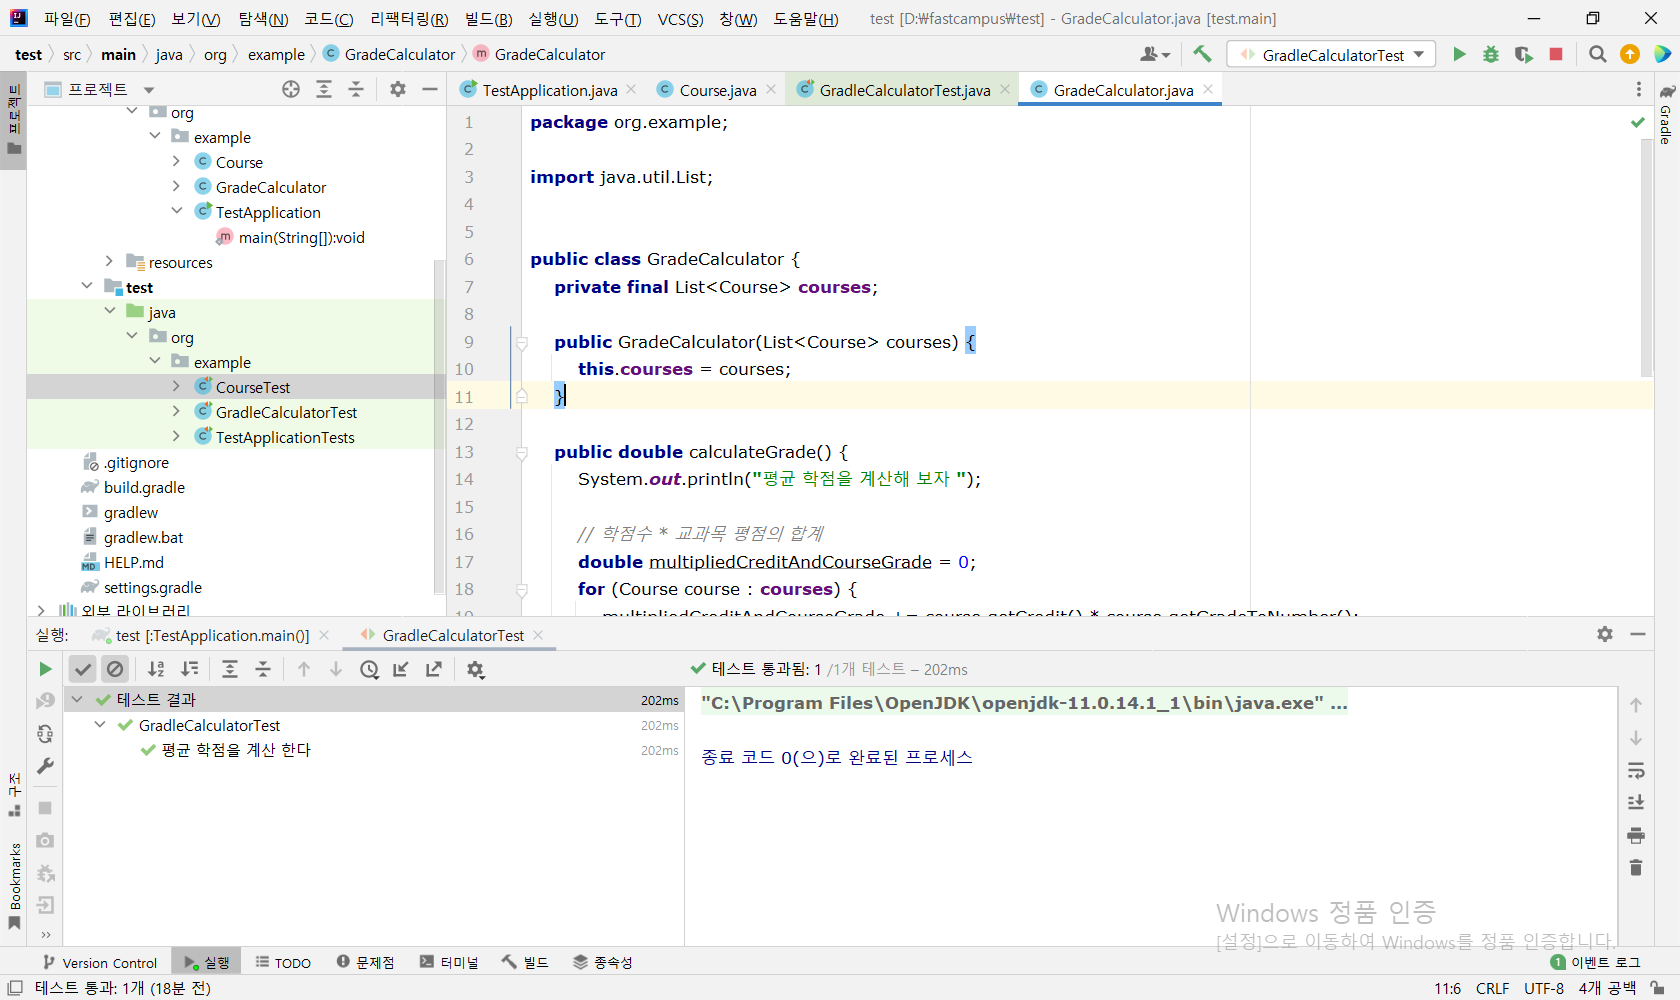 파일(F) 편집(E) 보기(V) 탐색(N) 코드(C) 리팩터링(R) 빌드(B) 실행(U) 도구(T) VCS(S) 창(W) 도움말(H) test [D:₩fastcampus₩test] - GradeCalculator.java [test.main]
test src main java org example GradeCalculator GradeCalculator GradleCalculatorTest
프로젝트
프로젝트
TestApplication.java Course.java GradleCalculatorTest.java GradeCalculator.java
Gradle
org
example
Course
GradeCalculator
TestApplication
main(String[]):void
resources
test
java
org
example
CourseTest
GradleCalculatorTest
TestApplicationTests
.gitignore
build.gradle
gradlew
gradlew.bat
HELP.md
settings.gradle
외부 라이브러리
1 package org.example;
2
3 import java.util.List;
4
5
6 public class GradeCalculator {
7 private final List<Course> courses;
8
9 public GradeCalculator(List<Course> courses) {
10 this.courses = courses;
11 }
12
13 public double calculateGrade() {
14 System.out.println("평균 학점을 계산해 보자 ");
15
16 // 학점수 * 교과목 평점의 합계
17 double multipliedCreditAndCourseGrade = 0;
18 for (Course course : courses) {
19 multipliedCreditAndCourseGrade += course.getCredit() * course.getGradeToNumber();
실행: test [:TestApplication.main()] GradleCalculatorTest
테스트 통과됨: 1 /1개 테스트 – 202ms
테스트 결과 202ms
GradleCalculatorTest 202ms
평균 학점을 계산 한다 202ms
"C:\Program Files\OpenJDK\openjdk-11.0.14.1_1\bin\java.exe" ...
종료 코드 0(으)로 완료된 프로세스
구조
Bookmarks
Windows 정품 인증
[설정]으로 이동하여 Windows를 정품 인증합니다.
Version Control 실행 TODO 문제점 터미널 빌드 종속성 1 이벤트 로그
테스트 통과: 1개 (18분 전) 11:6 CRLF UTF-8 4개 공백